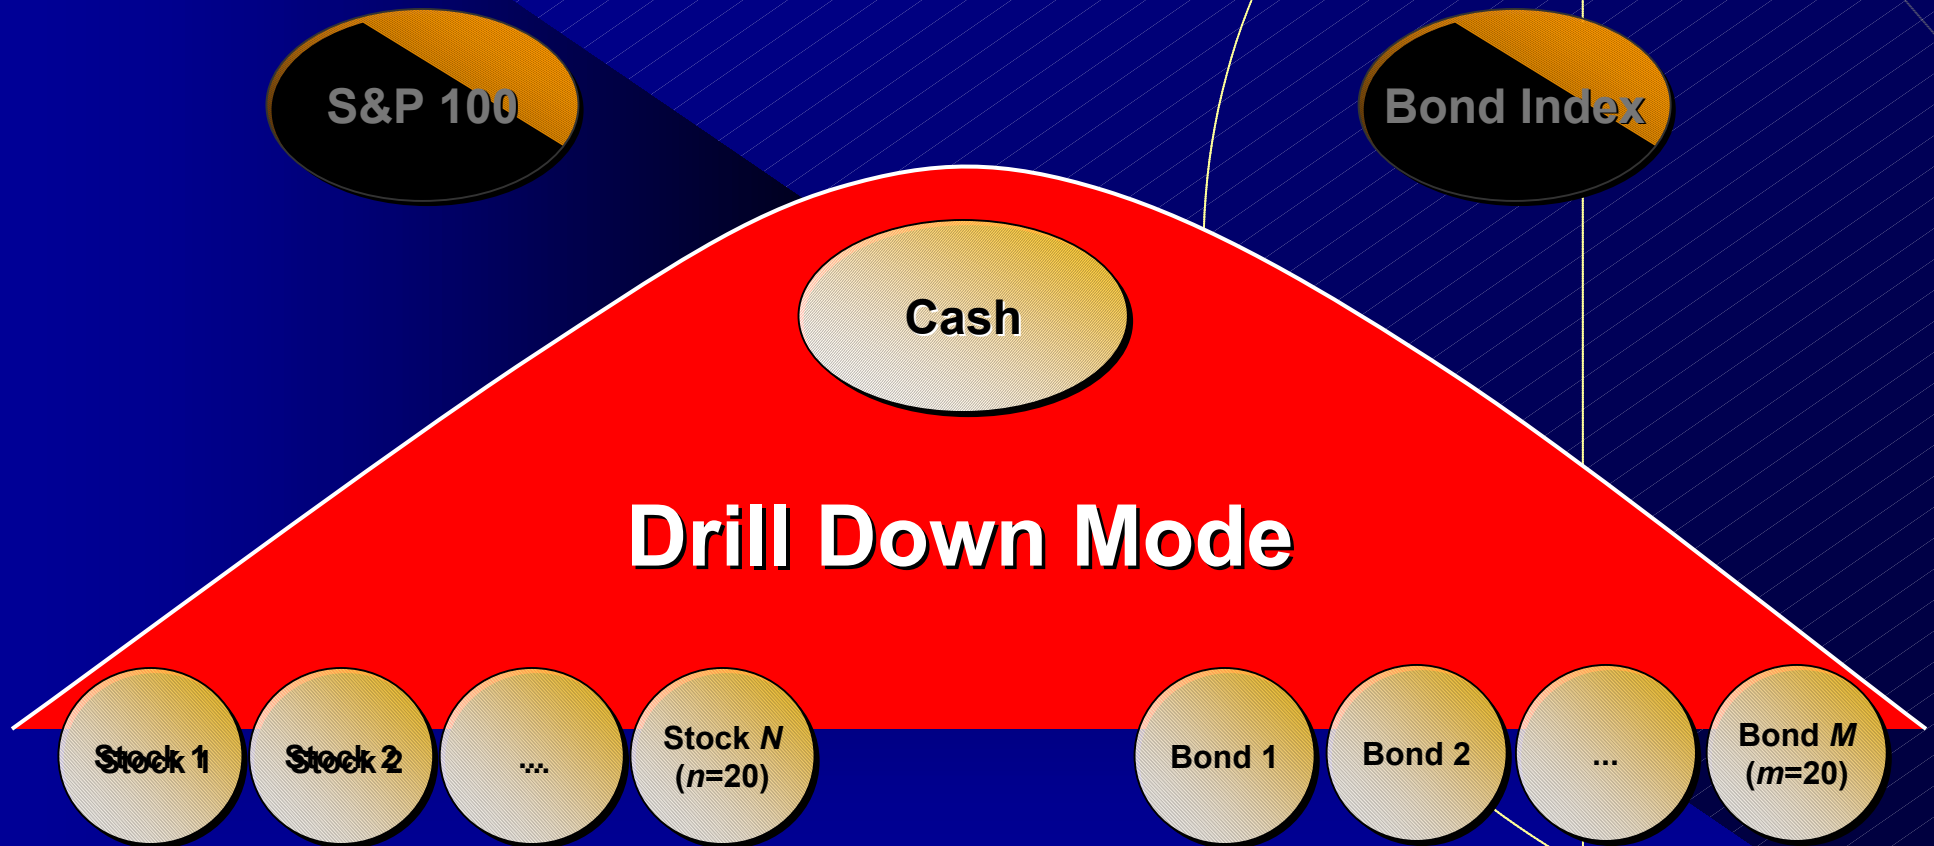 S&P 100
Bond Index
Cash
Drill Down Mode
Stock 1
Stock 2
...
Stock N
(n=20)
Bond 1
Bond 2
...
Bond M
(m=20)